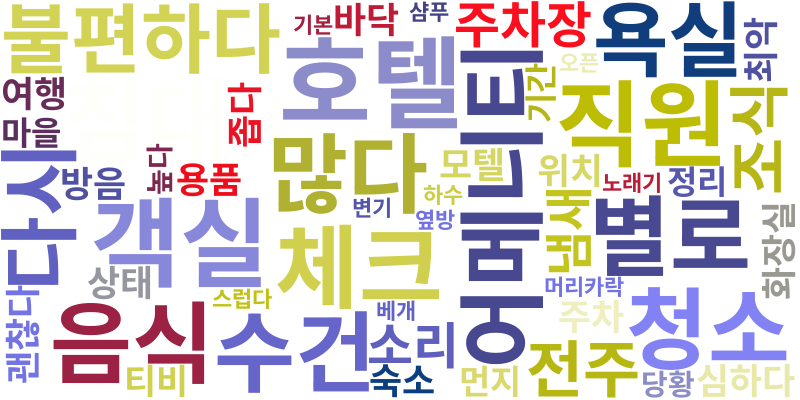 불편하다
기본
바닥
샴푸
주차장
욕실
최악
여행
마을
좁다
호텔
오픈
기간
직원
조식
다시
방음
높다
용품
많다
모텔
위치
노래기
정리
하수
변기
옆방
어메니티
냄새
별로
화장실
객실
체크
상태
스럽다
머리카락
괜찮다
음식
수건
베개
소리
주차
청소
티비
숙소
먼지
전주
당황
심하다